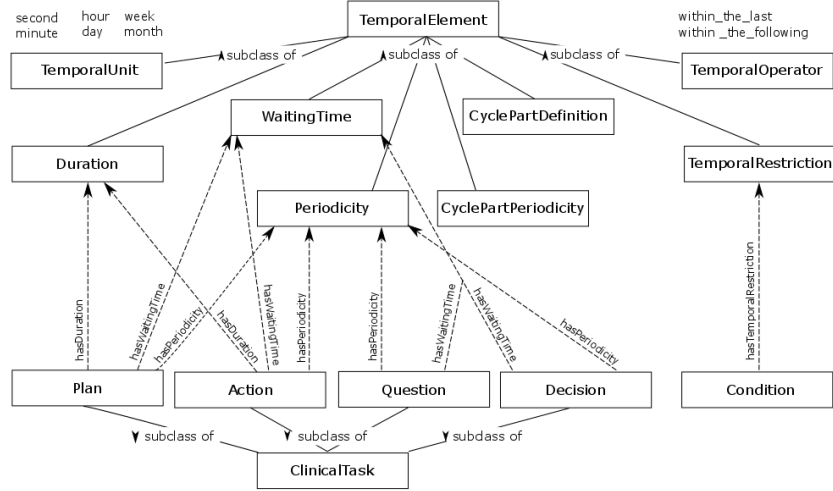 second
hour
week
minute
day
month
TemporalElement
within_the_last
within _the_following
subclass of
subclass of
subclass of
TemporalUnit
TemporalOperator
WaitingTime
CyclePartDefinition
Duration
TemporalRestriction
Periodicity
CyclePartPeriodicity
hasDuration
hasWaitingTime
hasPeriodicity
hasDuration
hasWaitingTime
hasPeriodicity
hasPeriodicity
hasWaitingTime
hasWaitingTime
hasPeriodicity
hasTemporalRestriction
Plan
Action
Question
Decision
Condition
subclass of
subclass of
subclass of
ClinicalTask